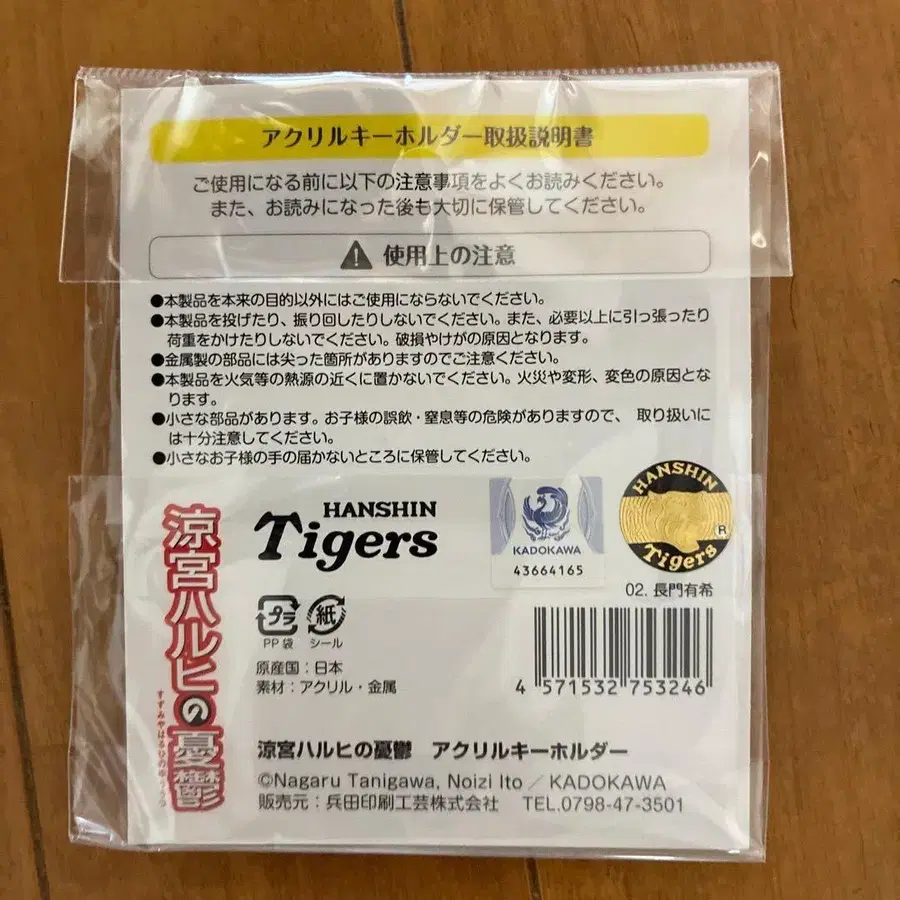 アクリルキーホルダー取扱説明書
ご使用になる前に以下の注意事項をよくお読みください。
また、お読みになった後も大切に保管してください。
使用上の注意
●本製品を本来の目的以外にはご使用にならないでください。
●本製品を投げたり、振り回したりしないでください。また、必要以上に引っ張ったり
荷重をかけたりしないでください。破損やけがの原因となります。
●金属製の部品には尖った箇所がありますのでご注意ください。
●本製品を火気等の熱源の近くに置かないでください。火災や変形、変色の原因とな
ります。
●小さな部品があります。お子様の誤飲・窒息等の危険がありますので、 取り扱いに
は十分注意してください。
●小さなお子様の手の届かないところに保管してください。
涼宮ハルヒの憂鬱
すずみやはるひのゆううつ
HANSHIN
Tigers
KADOKAWA
43664165
HANSHIN
Tigers
®
02. 長門有希
プラ
PP 袋
紙
シール
原産国：日本
素材：アクリル・金属
4 571532 753246
涼宮ハルヒの憂鬱 アクリルキーホルダー
©Nagaru Tanigawa, Noizi Ito／KADOKAWA
販売元：兵田印刷工芸株式会社 TEL.0798-47-3501